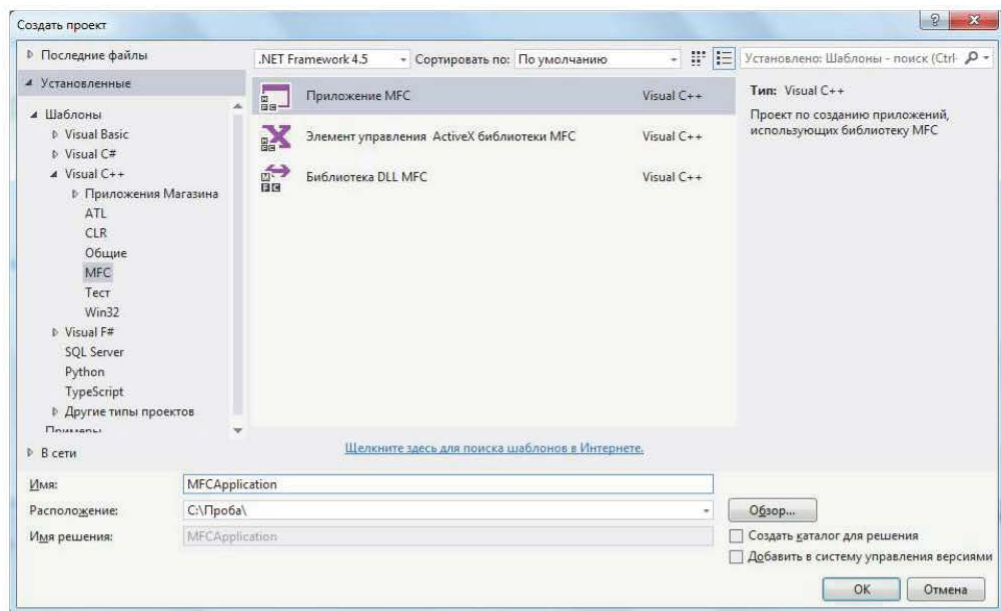 Создать проект
Последние файлы
Установленные
Шаблоны
Visual Basic
Visual C#
Visual C++
Приложения Магазина
ATL
CLR
Общие
MFC
Тест
Win32
Visual F#
SQL Server
Python
TypeScript
Другие типы проектов
Примеры
В сети
.NET Framework 4.5 Сортировать по: По умолчанию
Приложение MFC Visual C++
Элемент управления ActiveX библиотеки MFC Visual C++
Библиотека DLL MFC Visual C++
Щелкните здесь для поиска шаблонов в Интернете.
Установлено: Шаблоны - поиск (Ctrl-
Тип: Visual C++
Проект по созданию приложений,
использующих библиотеку MFC
Имя: MFCApplication
Расположение: C:\Проба\
Обзор...
Имя решения: MFCApplication
Создать каталог для решения
Добавить в систему управления версиями
OK Отмена